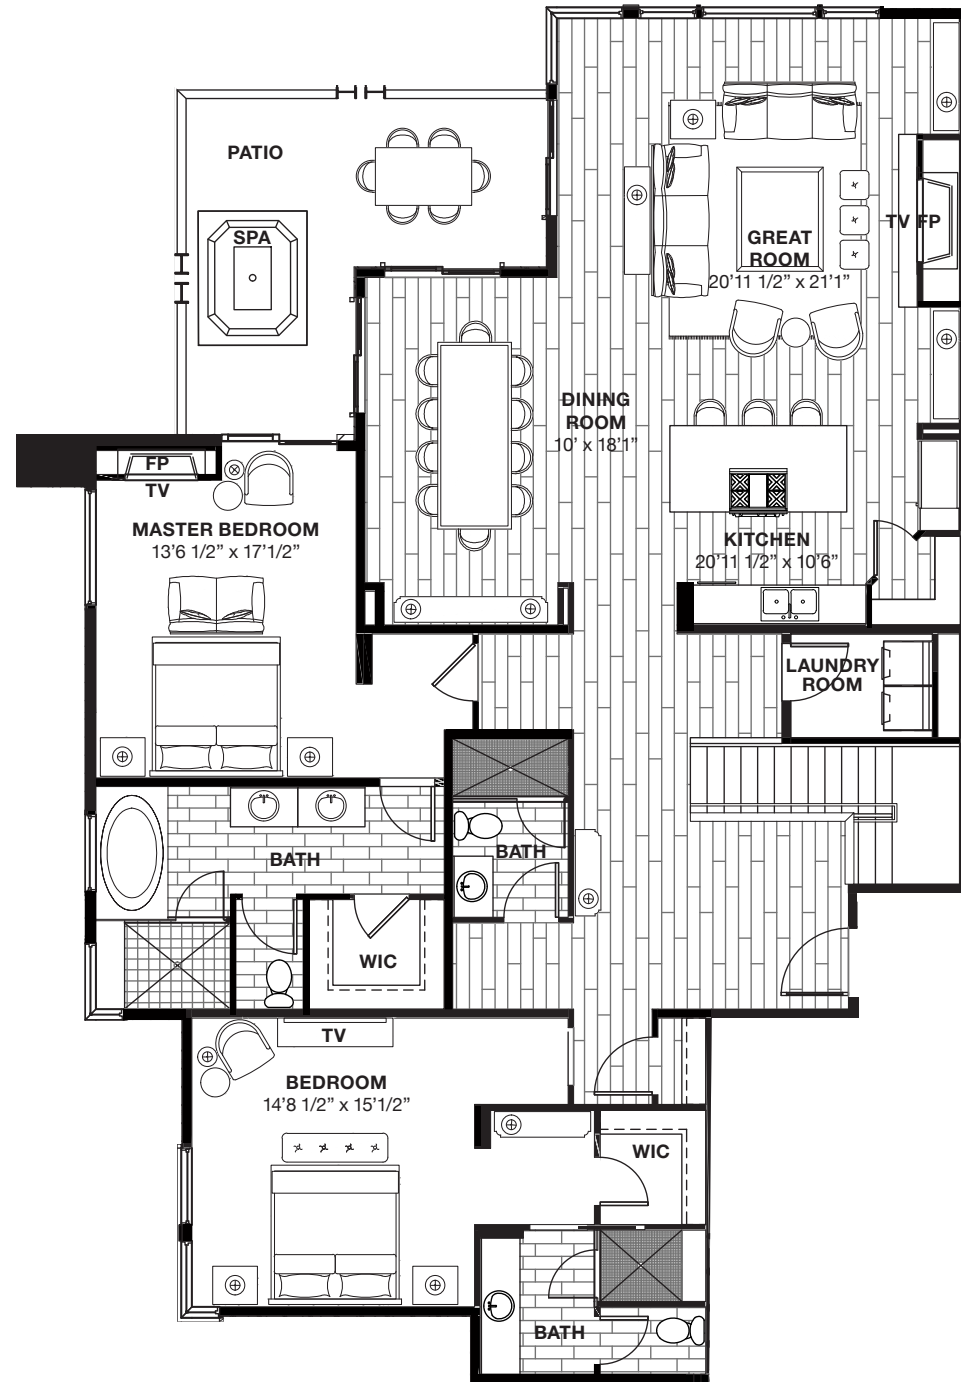 PATIO
SPA
TV FP
GREAT
ROOM
20’11 1/2” x 21’1”
DINING
ROOM
10’ x 18’1”
FP
TV
MASTER BEDROOM
13’6 1/2” x 17’1/2”
KITCHEN
20’11 1/2” x 10’6”
LAUNDRY
ROOM
BATH
BATH
WIC
TV
BEDROOM
14’8 1/2” x 15’1/2”
WIC
BATH